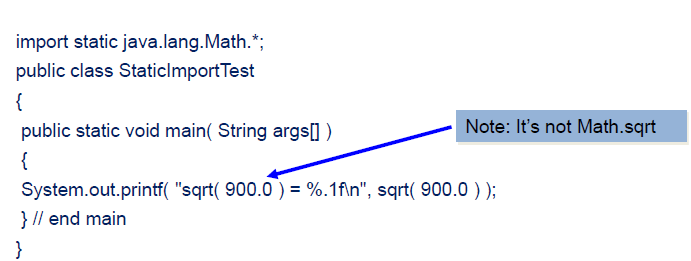 import static java.lang.Math.*;
public class StaticImportTest
{
public static void main( String args[] )
Note: It's not Math.sqrt
{
System.out.printf( "sqrt( 900.0 ) = %.1f\n", sqrt( 900.0 ) );
} // end main
}